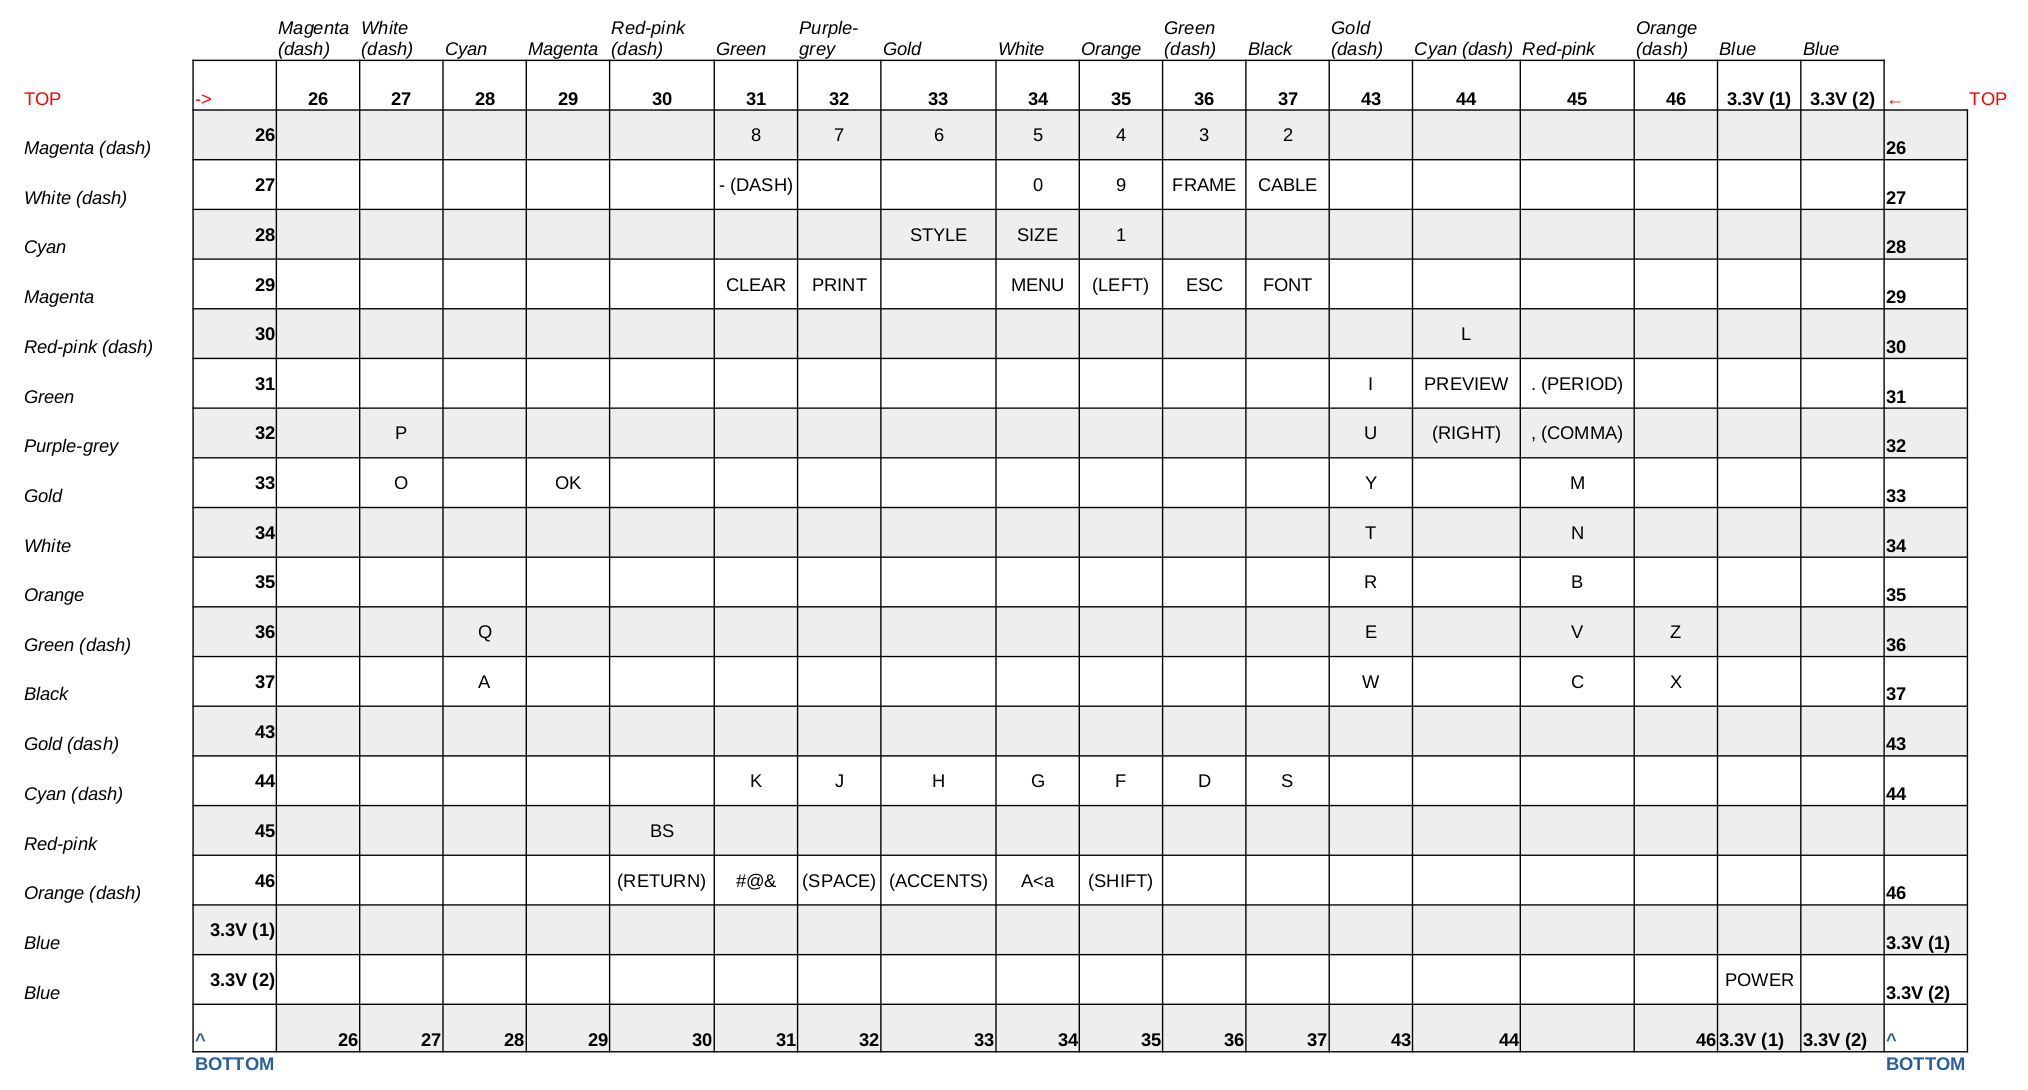 Magenta (dash) White (dash) Cyan Magenta Red-pink (dash) Green Purple-grey Gold White Orange Green (dash) Black Gold (dash) Cyan (dash) Red-pink Orange (dash) Blue Blue
TOP -> 26 27 28 29 30 31 32 33 34 35 36 37 43 44 45 46 3.3V (1) 3.3V (2) ← TOP
Magenta (dash) 26 8 7 6 5 4 3 2 26
White (dash) 27 - (DASH) 0 9 FRAME CABLE 27
Cyan 28 STYLE SIZE 1 28
Magenta 29 CLEAR PRINT MENU (LEFT) ESC FONT 29
Red-pink (dash) 30 L 30
Green 31 I PREVIEW . (PERIOD) 31
Purple-grey 32 P U (RIGHT) , (COMMA) 32
Gold 33 O OK Y M 33
White 34 T N 34
Orange 35 R B 35
Green (dash) 36 Q E V Z 36
Black 37 A W C X 37
Gold (dash) 43 43
Cyan (dash) 44 K J H G F D S 44
Red-pink 45 BS
Orange (dash) 46 (RETURN) #@& (SPACE) (ACCENTS) A<a (SHIFT) 46
Blue 3.3V (1) 3.3V (1)
Blue 3.3V (2) POWER 3.3V (2)
^ 26 27 28 29 30 31 32 33 34 35 36 37 43 44 46 3.3V (1) 3.3V (2) ^
BOTTOM BOTTOM